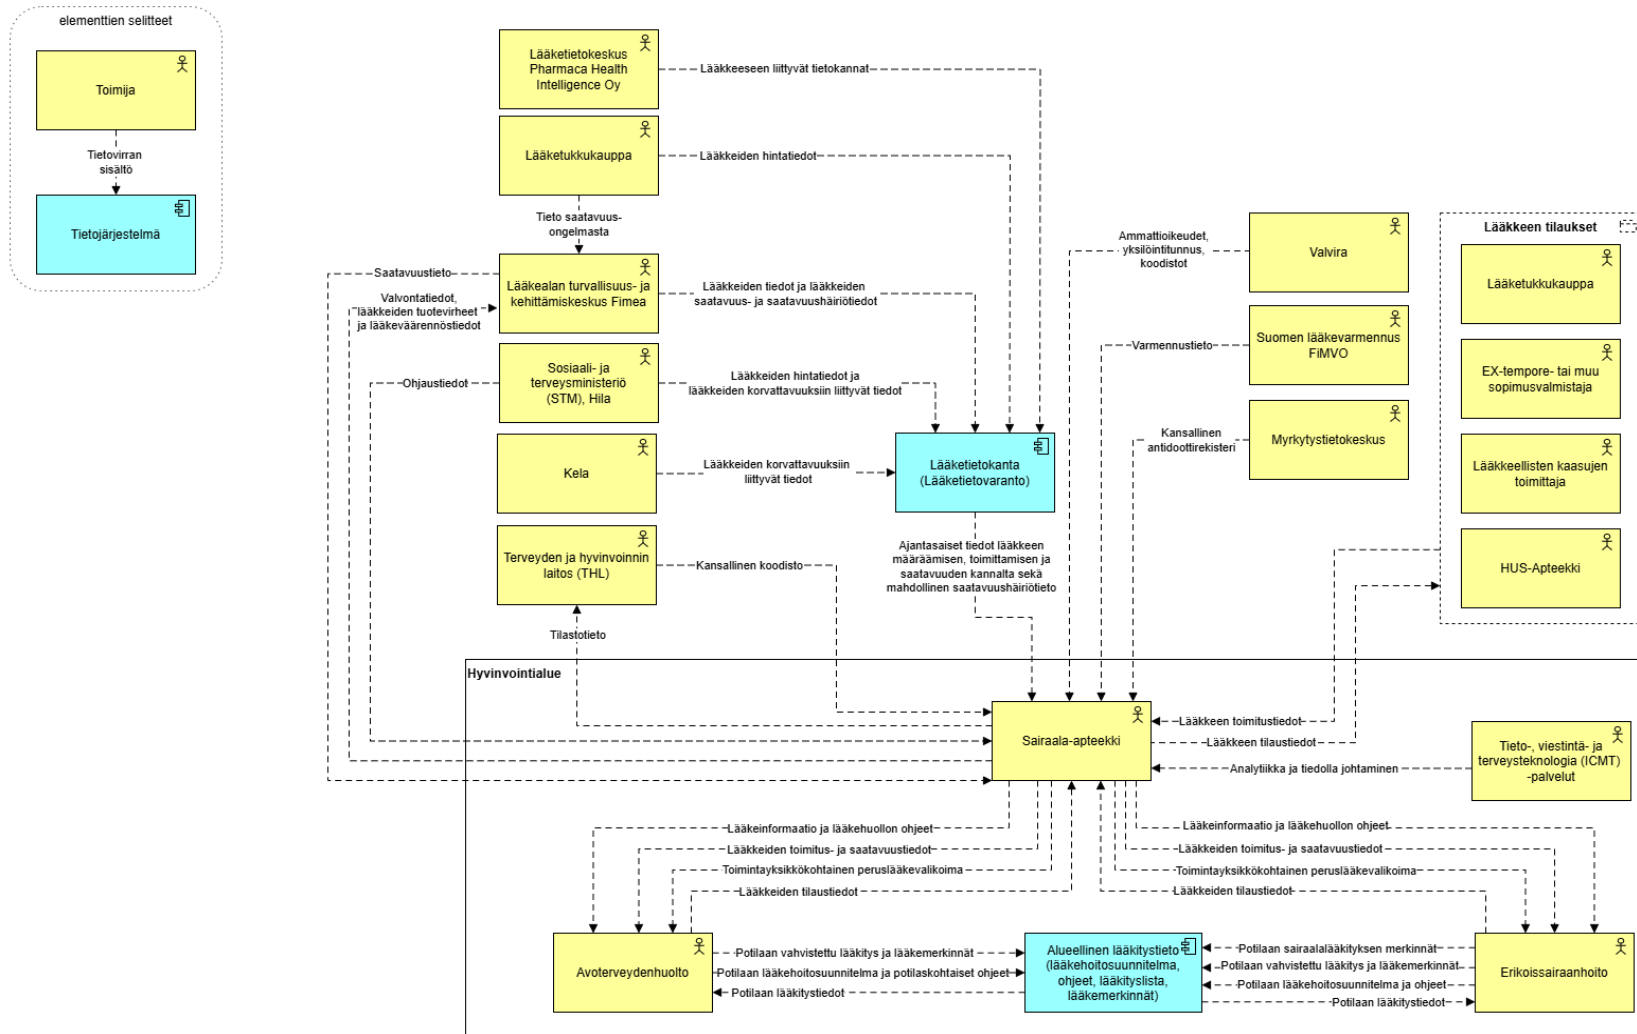 elementtien selitteet
Toimija
Tietovirran
sisältö
Tietojärjestelmä
Lääketietokeskus
Pharmaca Health
Intelligence Oy
Lääkkeeseen liittyvät tietokannat
Lääketukkukauppa
Lääkkeiden hintatiedot
Tieto saatavuus-
ongelmasta
Saatavuustieto
Lääkealan turvallisuus- ja
kehittämiskeskus Fimea
Lääkkeiden tiedot ja lääkkeiden
saatavuus- ja saatavuushäiriötiedot
Valvontatiedot,
lääkkeiden tuotevirheet
ja lääkeväärennöstiedot
Ohjaustiedot
Sosiaali- ja
terveysministeriö
(STM), Hila
Lääkkeiden hintatiedot ja
lääkkeiden korvattavuuksiin liittyvät tiedot
Kela
Lääkkeiden korvattavuuksiin
liittyvät tiedot
Lääketietokanta
(Lääketietovaranto)
Terveyden ja hyvinvoinnin
laitos (THL)
Kansallinen koodisto
Tilastotieto
Ajantasaiset tiedot lääkkeen
määräämisen, toimittamisen ja
saatavuuden kannalta sekä
mahdollinen saatavuushäiriötieto
Ammattioikeudet,
yksilöintitunnus,
koodistot
Valvira
Varmennustieto
Suomen lääkevarmennus
FiMVO
Kansallinen
antidoottirekisteri
Myrkytystietokeskus
Lääkkeen tilaukset
Lääketukkukauppa
EX-tempore- tai muu
sopimusvalmistaja
Lääkkeellisten kaasujen
toimittaja
HUS-Apteekki
Hyvinvointialue
Sairaala-apteekki
Lääkkeen toimitustiedot
Lääkkeen tilaustiedot
Analytiikka ja tiedolla johtaminen
Tieto-, viestintä- ja
terveysteknologia (ICMT)
-palvelut
Lääkeinformaatio ja lääkehuollon ohjeet
Lääkkeiden toimitus- ja saatavuustiedot
Toimintayksikkökohtainen peruslääkevalikoima
Lääkkeiden tilaustiedot
Lääkeinformaatio ja lääkehuollon ohjeet
Lääkkeiden toimitus- ja saatavuustiedot
Toimintayksikkökohtainen peruslääkevalikoima
Lääkkeiden tilaustiedot
Avoterveydenhuolto
Potilaan vahvistettu lääkitys ja lääkemerkinnät
Potilaan lääkehoitosuunnitelma ja potilaskohtaiset ohjeet
Potilaan lääkitystiedot
Alueellinen lääkitystieto
(lääkehoitosuunnitelma,
ohjeet, lääkityslista,
lääkemerkinnät)
Potilaan sairaalalääkityksen merkinnät
Potilaan vahvistettu lääkitys ja lääkemerkinnät
Potilaan lääkehoitosuunnitelma ja ohjeet
Potilaan lääkitystiedot
Erikoissairaanhoito